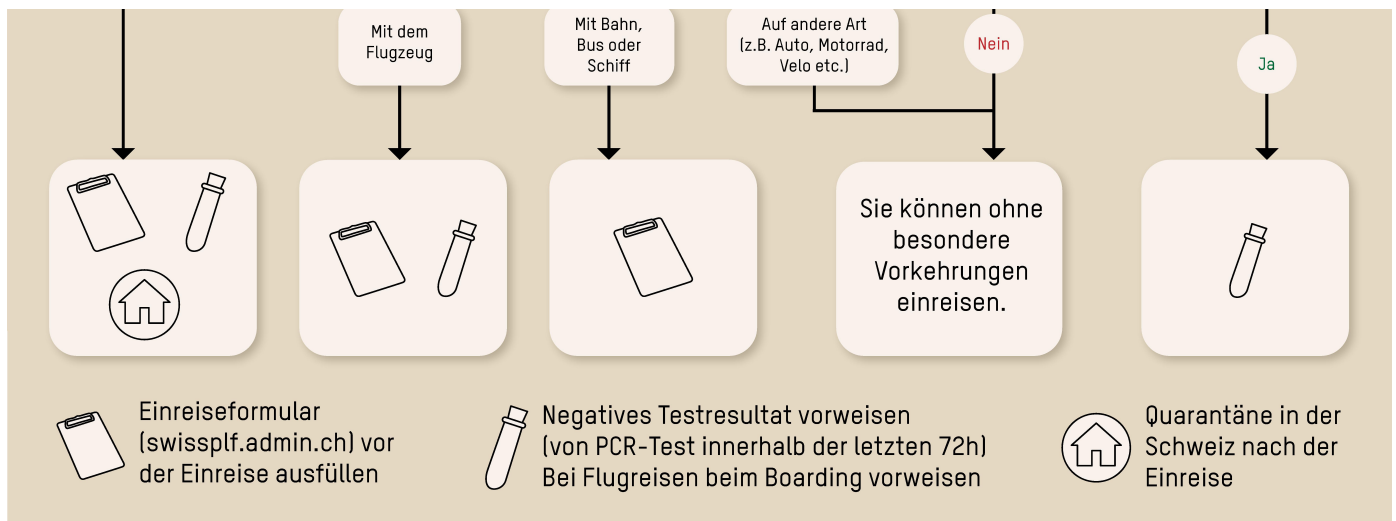 Mit dem
Flugzeug
Mit Bahn,
Bus oder
Schiff
Auf andere Art
(z.B. Auto, Motorrad,
Velo etc.)
Nein
Ja
Sie können ohne
besondere
Vorkehrungen
einreisen.
Einreiseformular
(swissplf.admin.ch) vor
der Einreise ausfüllen
Negatives Testresultat vorweisen
(von PCR-Test innerhalb der letzten 72h)
Bei Flugreisen beim Boarding vorweisen
Quarantäne in der
Schweiz nach der
Einreise